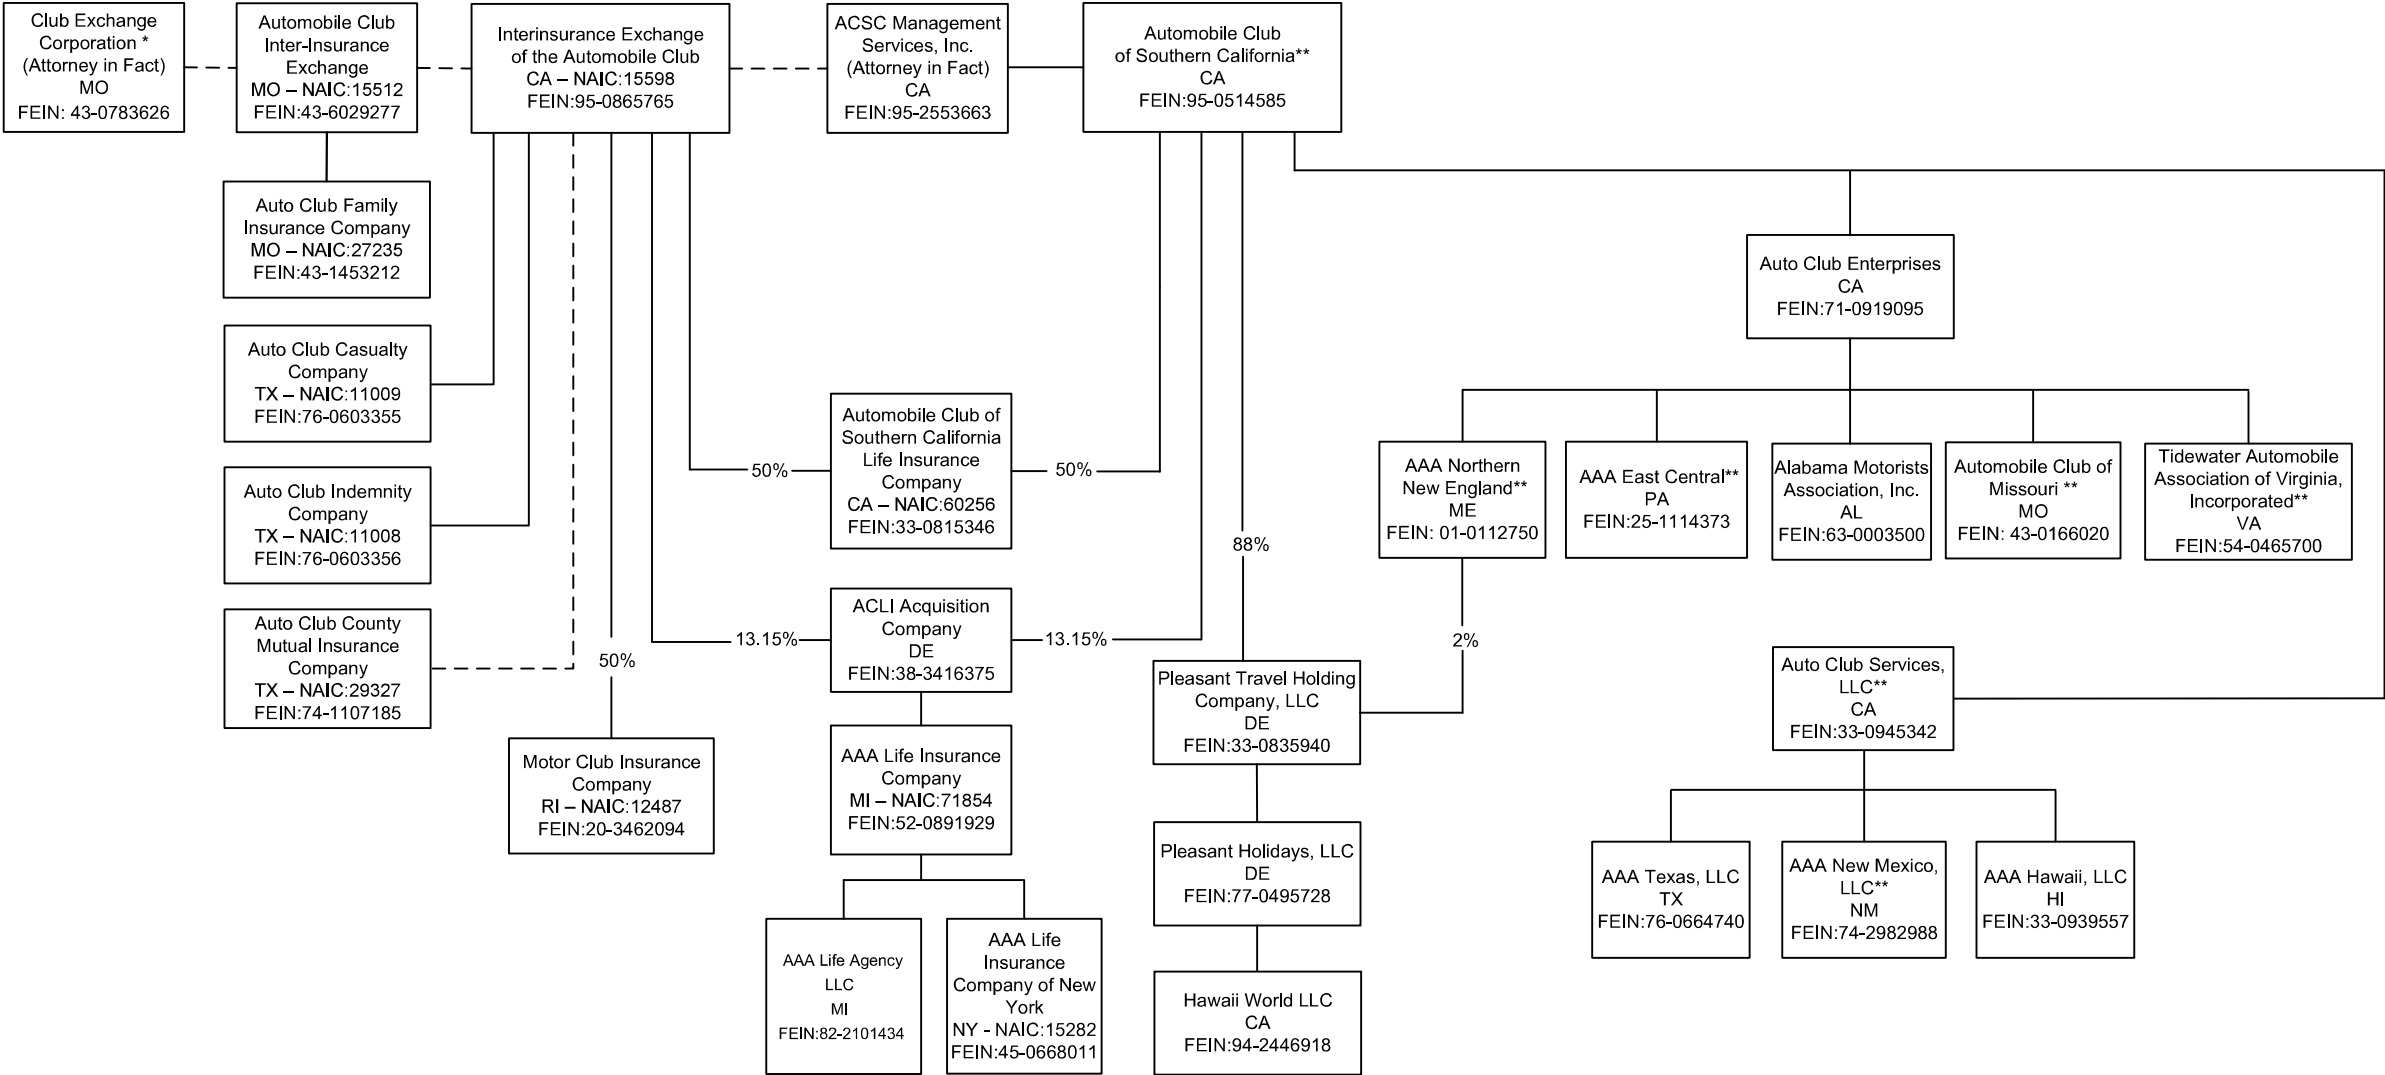 Club Exchange
Corporation *
(Attorney in Fact)
MO
FEIN: 43-0783626
Automobile Club
Inter-Insurance
Exchange
MO – NAIC:15512
FEIN:43-6029277
Interinsurance Exchange
of the Automobile Club
CA – NAIC:15598
FEIN:95-0865765
ACSC Management
Services, Inc.
(Attorney in Fact)
CA
FEIN:95-2553663
Automobile Club
of Southern California**
CA
FEIN:95-0514585
Auto Club Family
Insurance Company
MO – NAIC:27235
FEIN:43-1453212
Auto Club Casualty
Company
TX – NAIC:11009
FEIN:76-0603355
Auto Club Indemnity
Company
TX – NAIC:11008
FEIN:76-0603356
Auto Club County
Mutual Insurance
Company
TX – NAIC:29327
FEIN:74-1107185
50%
Motor Club Insurance
Company
RI – NAIC:12487
FEIN:20-3462094
50%
Automobile Club of
Southern California
Life Insurance
Company
CA – NAIC:60256
FEIN:33-0815346
50%
13.15%
ACLI Acquisition
Company
DE
FEIN:38-3416375
13.15%
AAA Life Insurance
Company
MI – NAIC:71854
FEIN:52-0891929
AAA Life Agency
LLC
MI
FEIN:82-2101434
AAA Life
Insurance
Company of New
York
NY - NAIC:15282
FEIN:45-0668011
88%
Pleasant Travel Holding
Company, LLC
DE
FEIN:33-0835940
2%
Pleasant Holidays, LLC
DE
FEIN:77-0495728
Hawaii World LLC
CA
FEIN:94-2446918
Auto Club Enterprises
CA
FEIN:71-0919095
AAA Northern
New England**
ME
FEIN: 01-0112750
AAA East Central**
PA
FEIN:25-1114373
Alabama Motorists
Association, Inc.
AL
FEIN:63-0003500
Automobile Club of
Missouri **
MO
FEIN: 43-0166020
Tidewater Automobile
Association of Virginia,
Incorporated**
VA
FEIN:54-0465700
Auto Club Services,
LLC**
CA
FEIN:33-0945342
AAA Texas, LLC
TX
FEIN:76-0664740
AAA New Mexico,
LLC**
NM
FEIN:74-2982988
AAA Hawaii, LLC
HI
FEIN:33-0939557